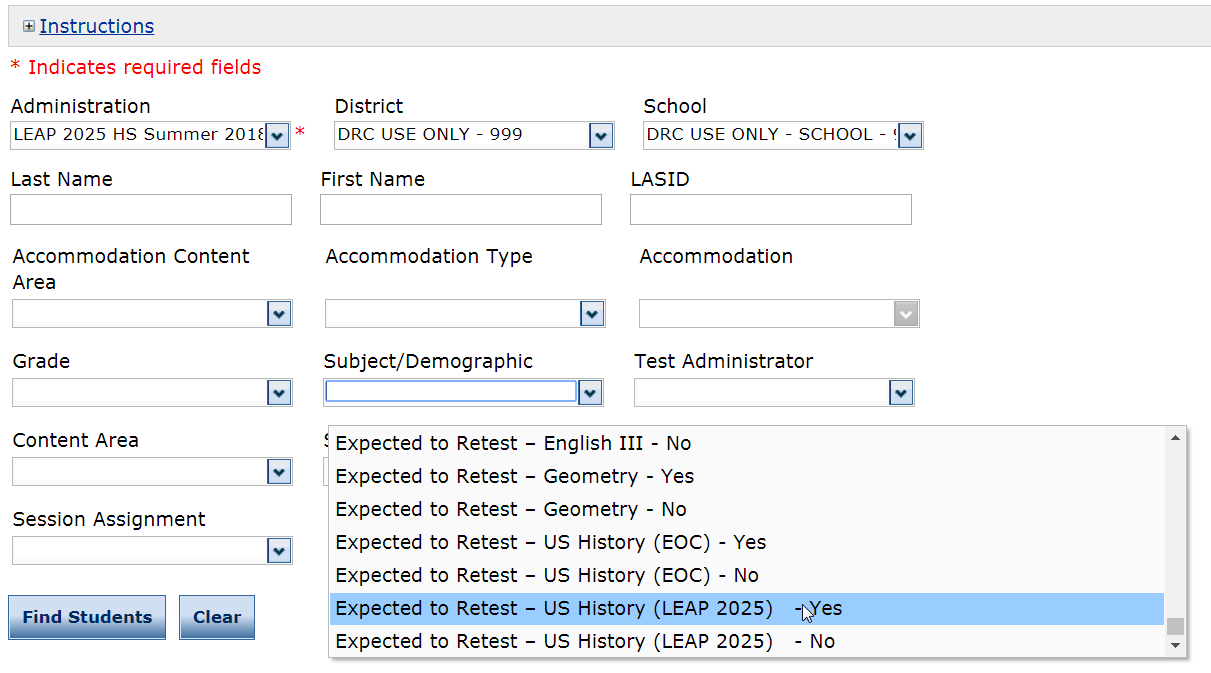 Instructions
* Indicates required fields
Administration District School
LEAP 2025 HS Summer 2018 * DRC USE ONLY - 999 DRC USE ONLY - SCHOOL -
Last Name First Name LASID
Accommodation Content Area Accommodation Type Accommodation
Grade Subject/Demographic Test Administrator
Content Area
Expected to Retest – English III - No
Expected to Retest – Geometry - Yes
Expected to Retest – Geometry - No
Expected to Retest – US History (EOC) - Yes
Expected to Retest – US History (EOC) - No
Expected to Retest – US History (LEAP 2025) - Yes
Expected to Retest – US History (LEAP 2025) - No
Session Assignment
Find Students Clear